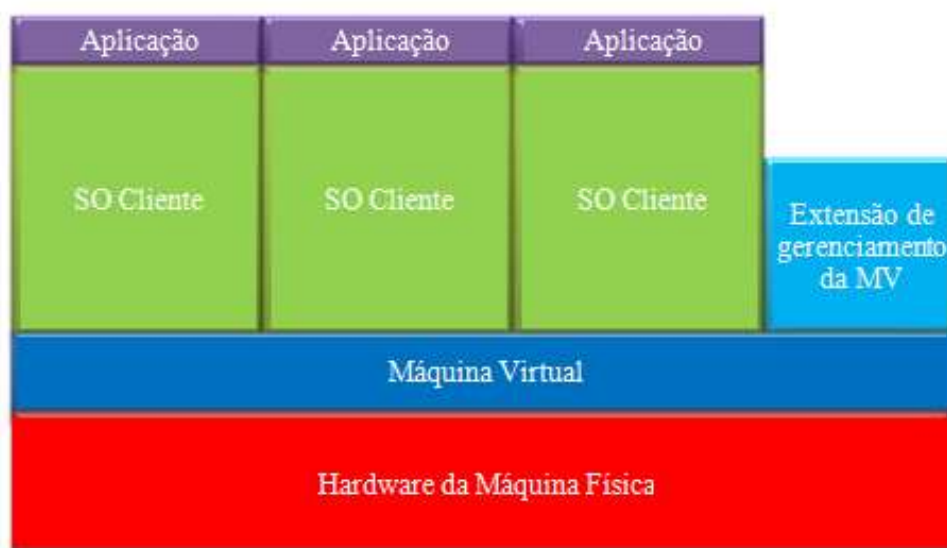 Aplicação
Aplicação
Aplicação
SO Cliente
SO Cliente
SO Cliente
Extensão de
gerenciamento
da MV
Máquina Virtual
Hardware da Máquina Física